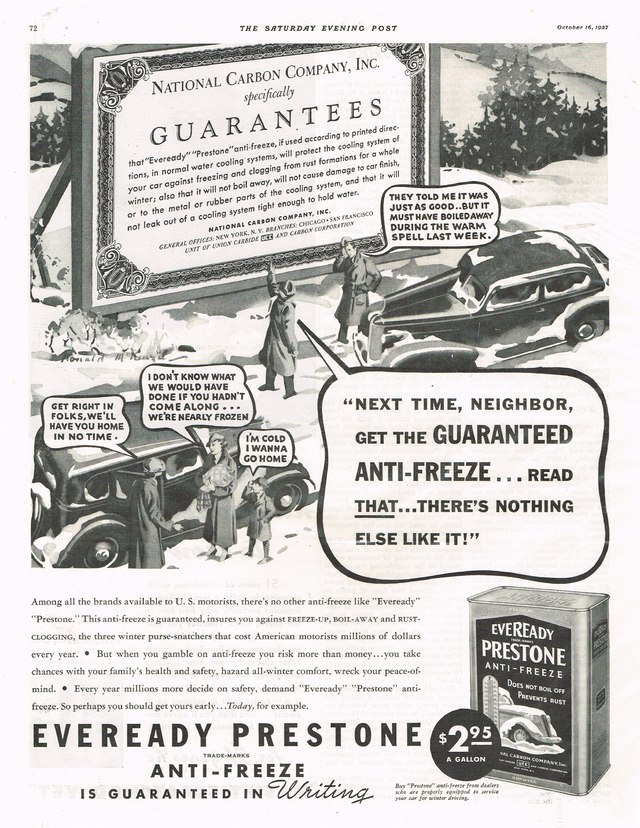 72
THE SATURDAY EVENING POST
October 16, 1937
NATIONAL CARBON COMPANY, INC.
specifically
GUARANTEES
that "Eveready" "Prestone" anti-freeze, if used according to printed direc-
tions, in normal water cooling systems, will protect the cooling system of
your car against freezing and clogging from rust formations for a whole
winter; also that it will not boil away, will not cause damage to car finish,
or to the metal or rubber parts of the cooling system, and that it will
not leak out of a cooling system tight enough to hold water.
NATIONAL CARBON COMPANY, INC.
GENERAL OFFICES: NEW YORK, N. Y. BRANCHES: CHICAGO • SAN FRANCISCO
UNIT OF UNION CARBIDE UCC AND CARBON CORPORATION
THEY TOLD ME IT WAS
JUST AS GOOD..BUT IT
MUST HAVE BOILED AWAY
DURING THE WARM
SPELL LAST WEEK.
GET RIGHT IN
FOLKS, WE'LL
HAVE YOU HOME
IN NO TIME.
I DON'T KNOW WHAT
WE WOULD HAVE
DONE IF YOU HADN'T
COME ALONG...
WE'RE NEARLY FROZEN
I'M COLD
I WANNA
GO HOME
"NEXT TIME, NEIGHBOR,
GET THE GUARANTEED
ANTI-FREEZE... READ
THAT...THERE'S NOTHING
ELSE LIKE IT!"
Among all the brands available to U. S. motorists, there's no other anti-freeze like "Eveready"
"Prestone." This anti-freeze is guaranteed, insures you against FREEZE-UP, BOIL-AWAY and RUST-
CLOGGING, the three winter purse-snatchers that cost American motorists millions of dollars
every year. • But when you gamble on anti-freeze you risk more than money...you take
chances with your family's health and safety, hazard all-winter comfort, wreck your peace-of-
mind. • Every year millions more decide on safety, demand "Eveready" "Prestone" anti-
freeze. So perhaps you should get yours early...Today, for example.
EVEREADY PRESTONE
TRADE-MARKS
ANTI-FREEZE
IS GUARANTEED IN Writing
$2.95
A GALLON
EVEREADY
TRADE-MARKS
PRESTONE
ANTI-FREEZE
DOES NOT BOIL OFF
PREVENTS RUST
NAL CARBON COMPANY, Inc.
Buy "Prestone" anti-freeze from dealers
who are properly equipped to service
your car for winter driving.